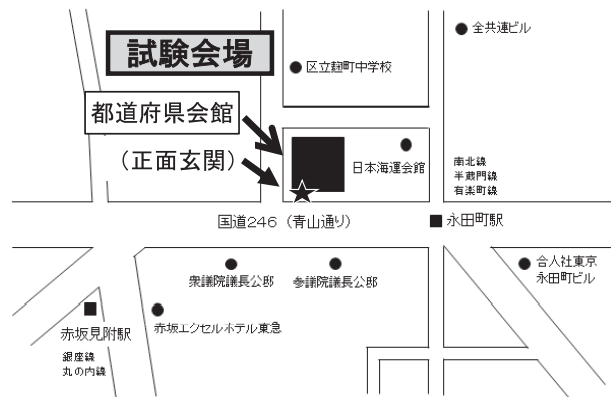 試験会場
全共連ビル
区立麹町中学校
都道府県会館
（正面玄関）
日本海運会館
南北線
半蔵門線
有楽町線
国道246（青山通り）
永田町駅
合人社東京
永田町ビル
衆議院議長公邸
参議院議長公邸
赤坂見附駅
赤坂エクセルホテル東急
銀座線
丸の内線